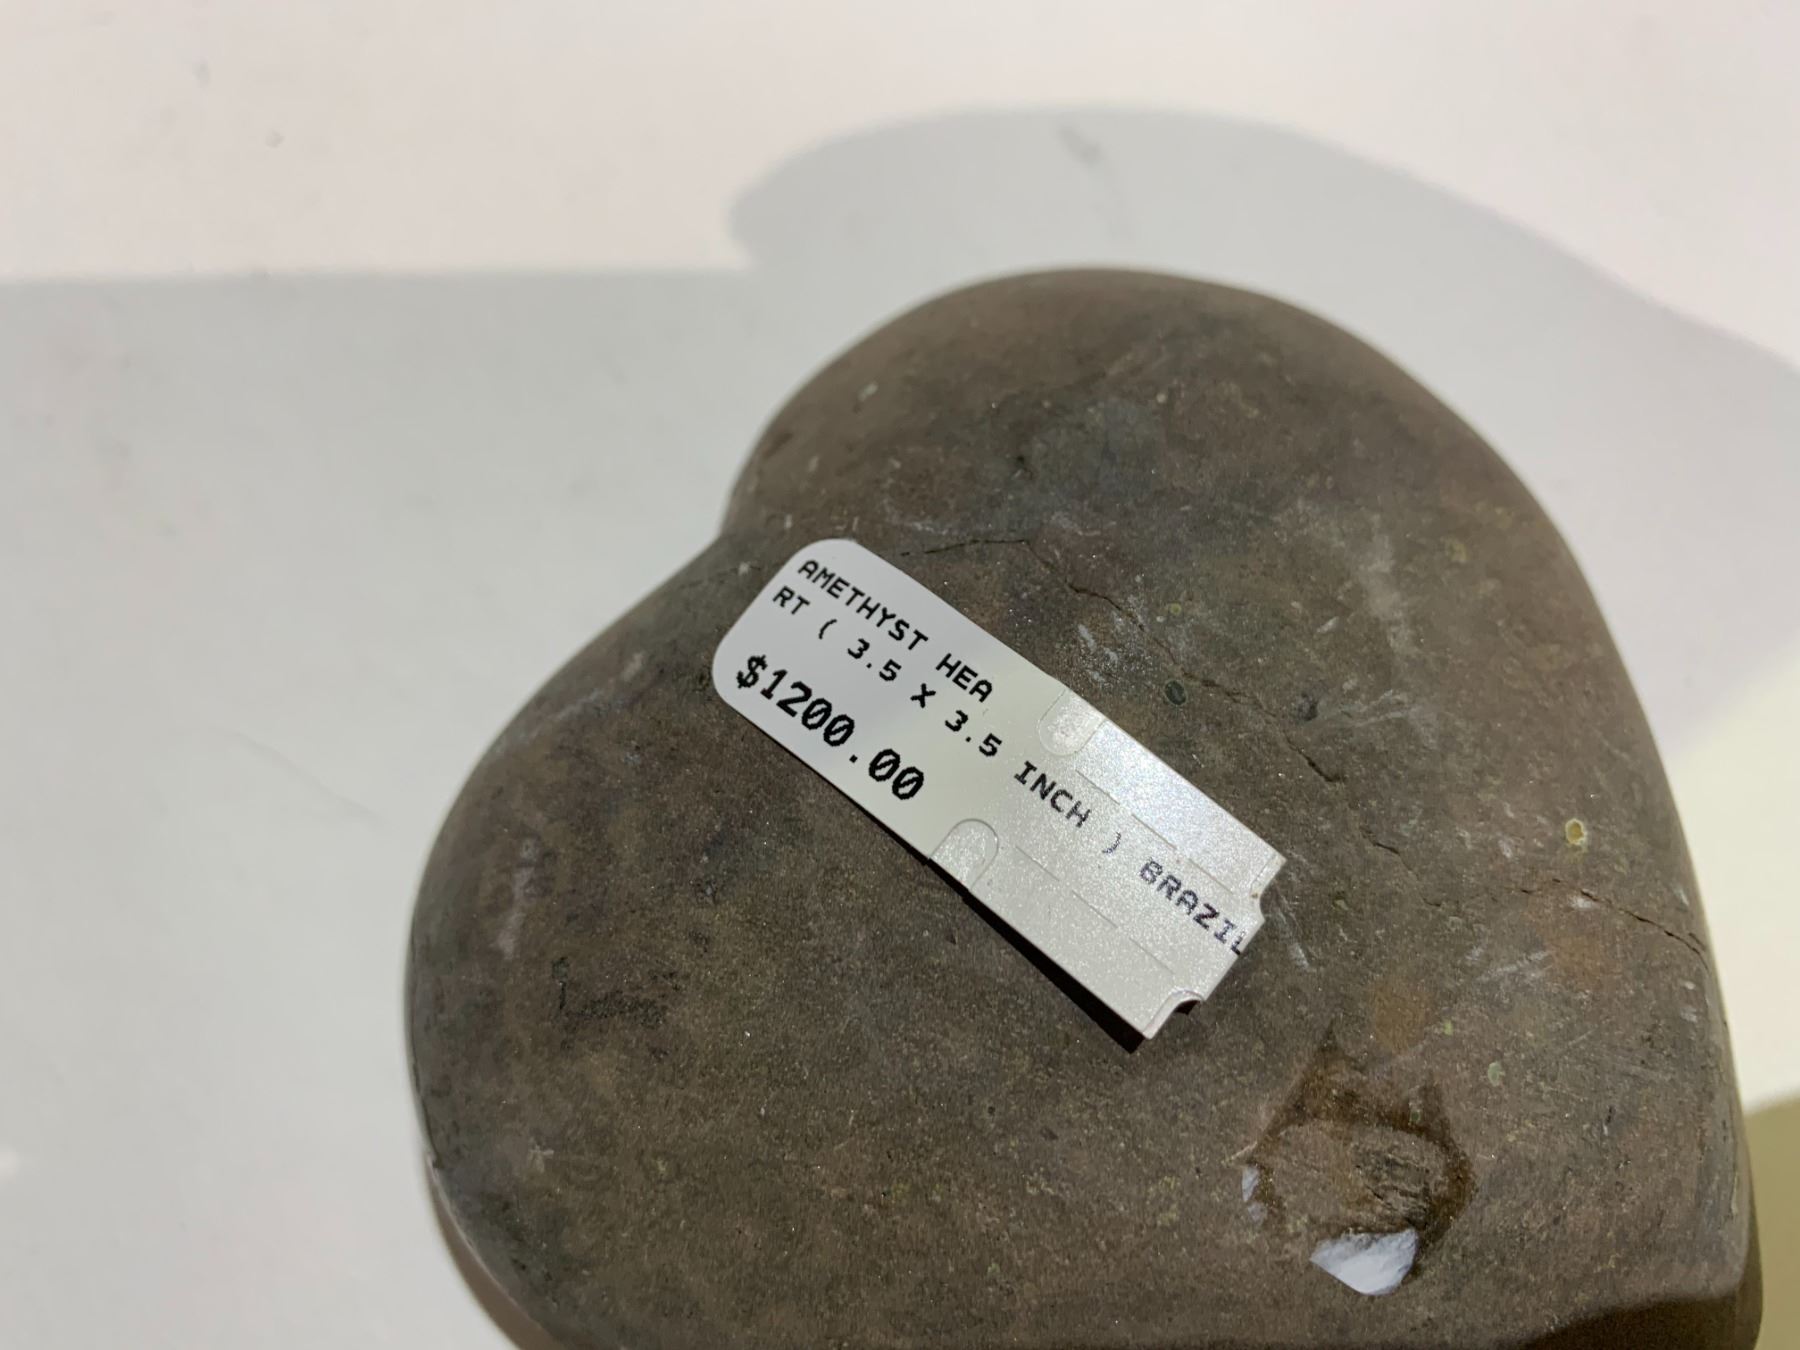 AMETHYST HEA
RT ( 3.5 X 3.5 INCH ) BRAZIL
$1200.00